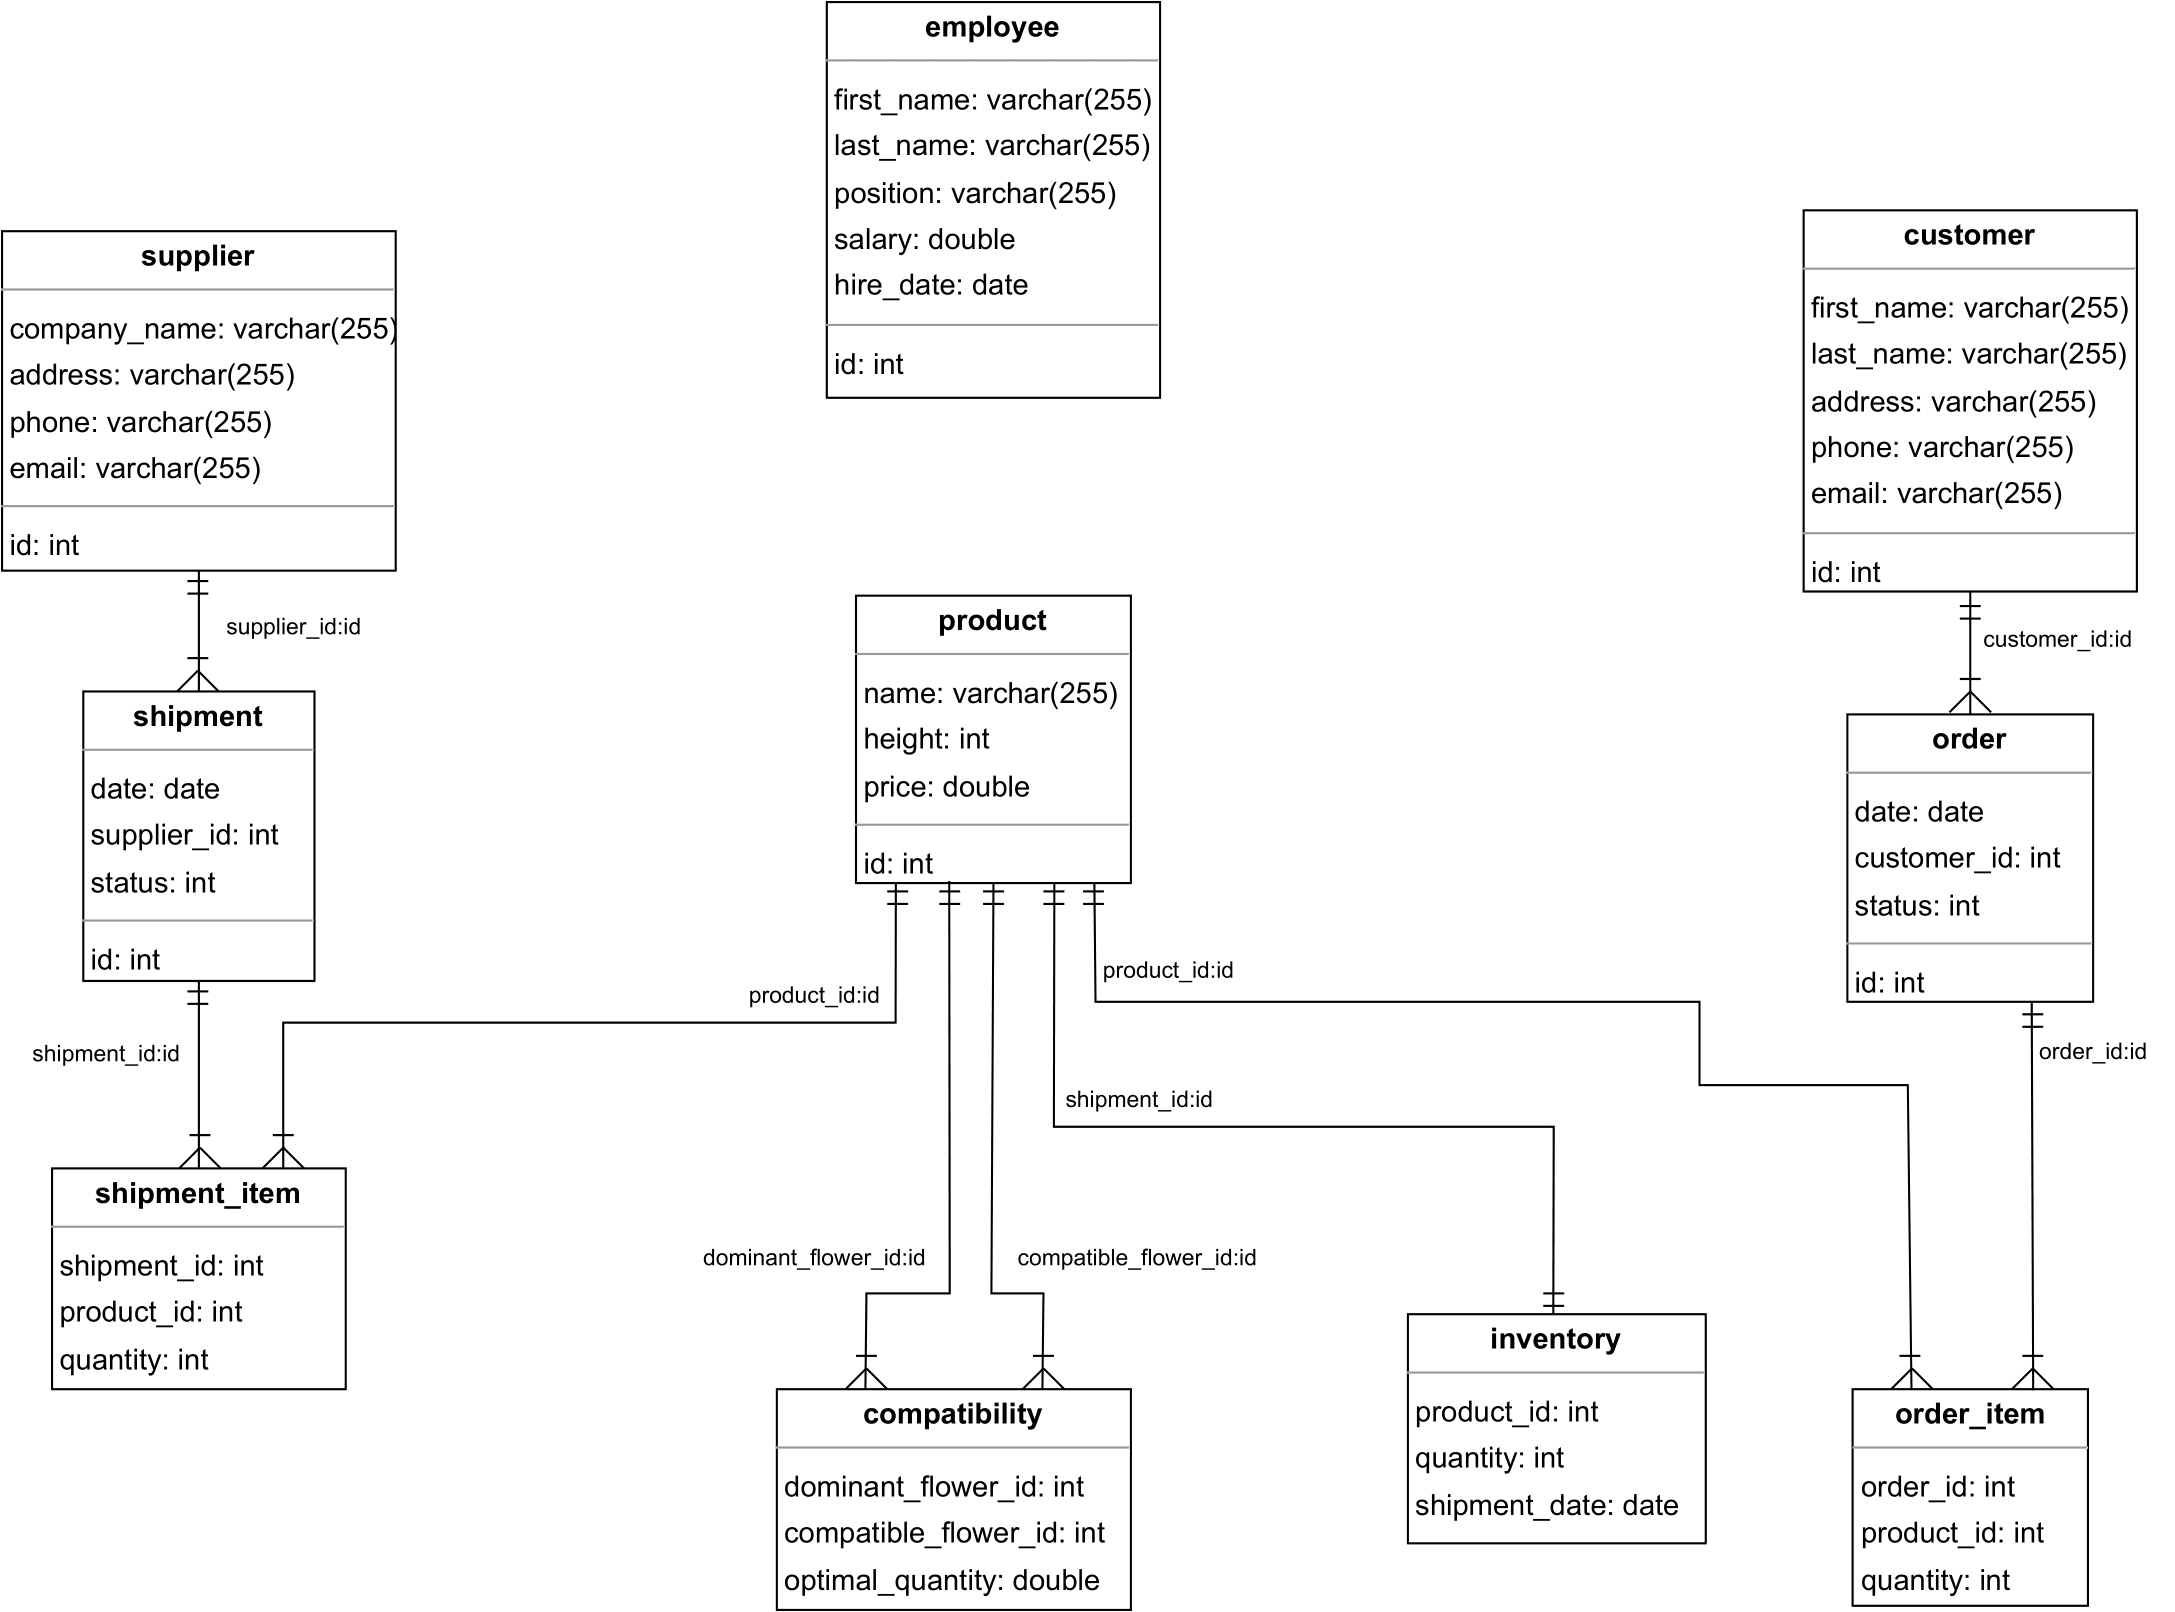 employee
first_name: varchar(255)
last_name: varchar(255)
position: varchar(255)
salary: double
hire_date: date
id: int
supplier
company_name: varchar(255)
address: varchar(255)
phone: varchar(255)
email: varchar(255)
id: int
supplier_id:id
customer
first_name: varchar(255)
last_name: varchar(255)
address: varchar(255)
phone: varchar(255)
email: varchar(255)
id: int
customer_id:id
product
name: varchar(255)
height: int
price: double
id: int
shipment
date: date
supplier_id: int
status: int
id: int
order
date: date
customer_id: int
status: int
id: int
product_id:id
product_id:id
shipment_id:id
order_id:id
shipment_id:id
dominant_flower_id:id
compatible_flower_id:id
shipment_item
shipment_id: int
product_id: int
quantity: int
compatibility
dominant_flower_id: int
compatible_flower_id: int
optimal_quantity: double
inventory
product_id: int
quantity: int
shipment_date: date
order_item
order_id: int
product_id: int
quantity: int